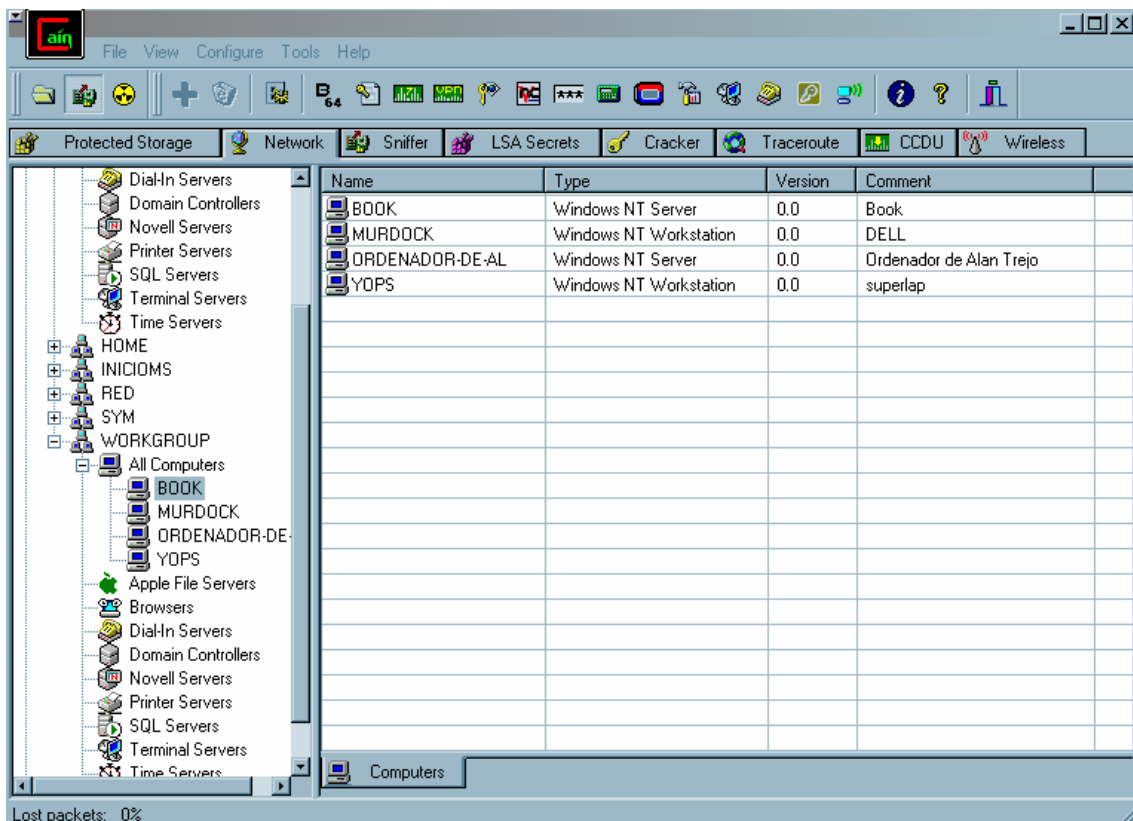 Cain
File View Configure Tools Help
B64
Protected Storage Network Sniffer LSA Secrets Cracker Traceroute CCDU Wireless
Dial-In Servers
Domain Controllers
Novell Servers
Printer Servers
SQL Servers
Terminal Servers
Time Servers
HOME
INICIOMS
RED
SYM
WORKGROUP
All Computers
BOOK
MURDOCK
ORDENADOR-DE-
YOPS
Apple File Servers
Browsers
Dial-In Servers
Domain Controllers
Novell Servers
Printer Servers
SQL Servers
Terminal Servers
Time Servers
Name Type Version Comment
BOOK Windows NT Server 0.0 Book
MURDOCK Windows NT Workstation 0.0 DELL
ORDENADOR-DE-AL Windows NT Server 0.0 Ordenador de Alan Trejo
YOPS Windows NT Workstation 0.0 superlap
Computers
Lost packets: 0%